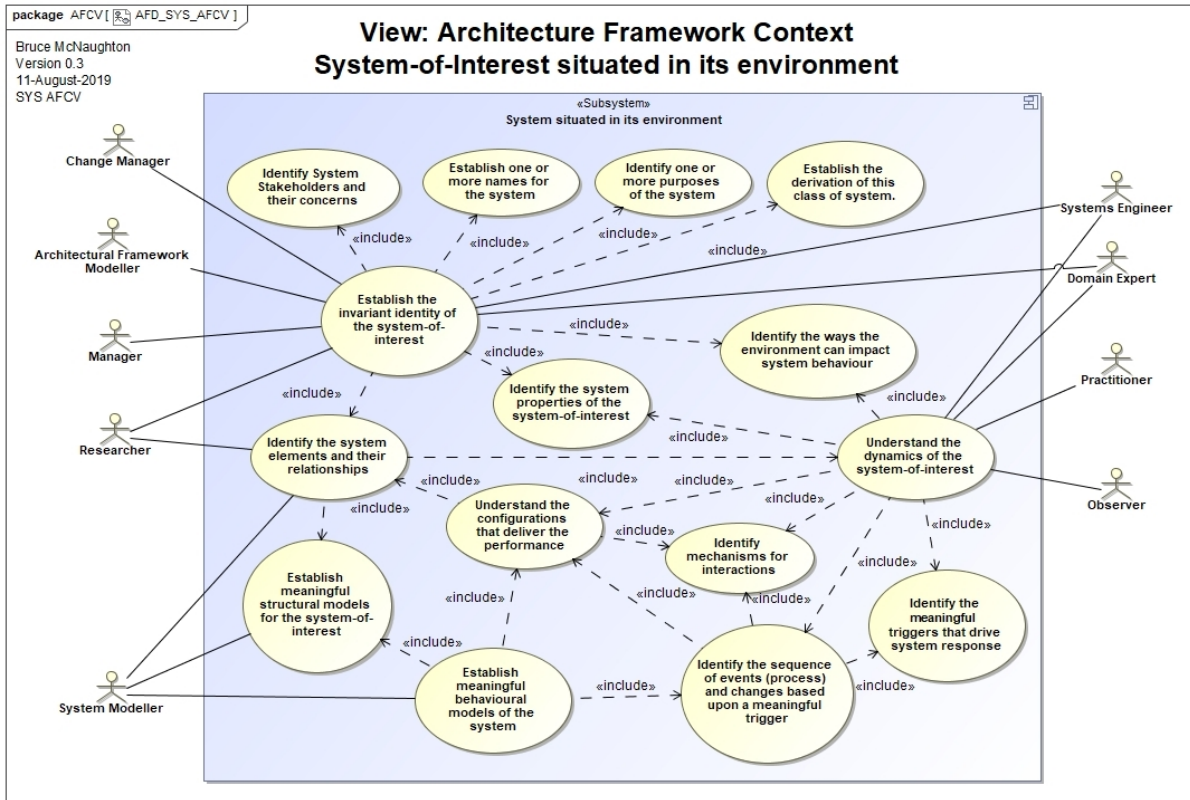 package AFCV [ AFD_SYS_AFCV ]
View: Architecture Framework Context
System-of-Interest situated in its environment
Bruce McNaughton
Version 0.3
11-August-2019
SYS AFCV
«Subsystem»
System situated in its environment
Change Manager
Architectural Framework
Modeller
Manager
Researcher
System Modeller
Systems Engineer
Domain Expert
Practitioner
Observer
Identify System
Stakeholders and
their concerns
Establish one or
more names for
the system
Identify one or
more purposes
of the system
Establish the
derivation of this
class of system.
«include»
«include»
«include»
«include»
Establish the
invariant identity of
the system-of-
interest
«include»
Identify the ways the
environment can impact
system behaviour
«include»
«include»
Identify the system
properties of the
system-of-interest
«include»
«include»
Identify the system
elements and their
relationships
Understand the
dynamics of the
system-of-interest
«include»
«include»
«include»
«include»
«include»
Understand the
configurations
that deliver the
performance
«include»
«include»
Identify
mechanisms for
interactions
«include»
Establish
meaningful
structural models
for the system-of-
interest
«include»
«include»
«include»
Identify the
meaningful
triggers that drive
system response
«include»
Establish
meaningful
behavioural
models of the
system
«include»
Identify the sequence
of events (process)
and changes based
upon a meaningful
trigger
«include»